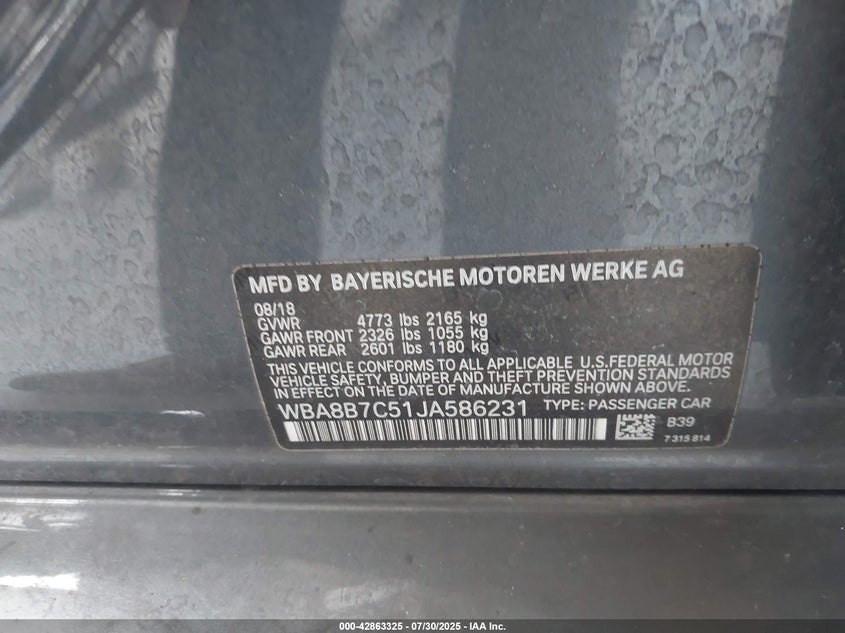 MFD BY BAYERISCHE MOTOREN WERKE AG
08/18
GVWR 4773 lbs 2165 kg
GAWR FRONT 2326 lbs 1055 kg
GAWR REAR 2601 lbs 1180 kg
THIS VEHICLE CONFORMS TO ALL APPLICABLE U.S.FEDERAL MOTOR
VEHICLE SAFETY, BUMPER AND THEFT PREVENTION STANDARDS
IN EFFECT ON THE DATE OF MANUFACTURE SHOWN ABOVE.
WBA8B7C51JA586231 TYPE: PASSENGER CAR
B39
7 315 814
000-42863325 | 07/30/2025 - IAA Inc.